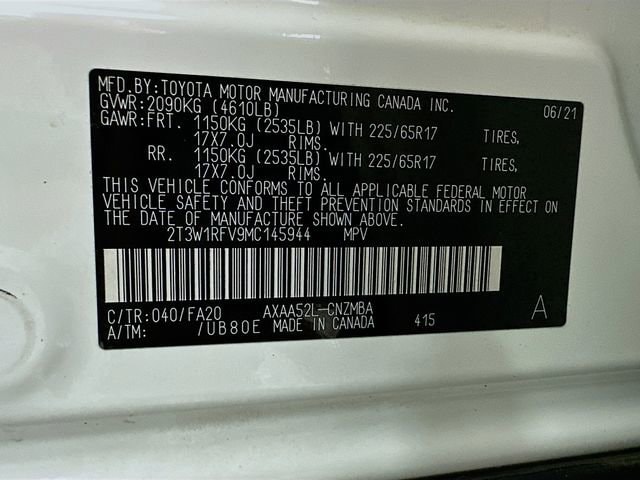 MFD.BY:TOYOTA MOTOR MANUFACTURING CANADA INC. 06/21
GVWR:2090KG (4610LB)
GAWR:FRT. 1150KG (2535LB) WITH 225/65R17 TIRES,
17X7.0J RIMS.
RR. 1150KG (2535LB) WITH 225/65R17 TIRES,
17X7.0J RIMS.
THIS VEHICLE CONFORMS TO ALL APPLICABLE FEDERAL MOTOR
VEHICLE SAFETY AND THEFT PREVENTION STANDARDS IN EFFECT ON
THE DATE OF MANUFACTURE SHOWN ABOVE.
2T3W1RFV9MC145944 MPV
C/TR:040/FA20 AXAA52L-CNZMBA 415 A
A/TM: /UB80E MADE IN CANADA